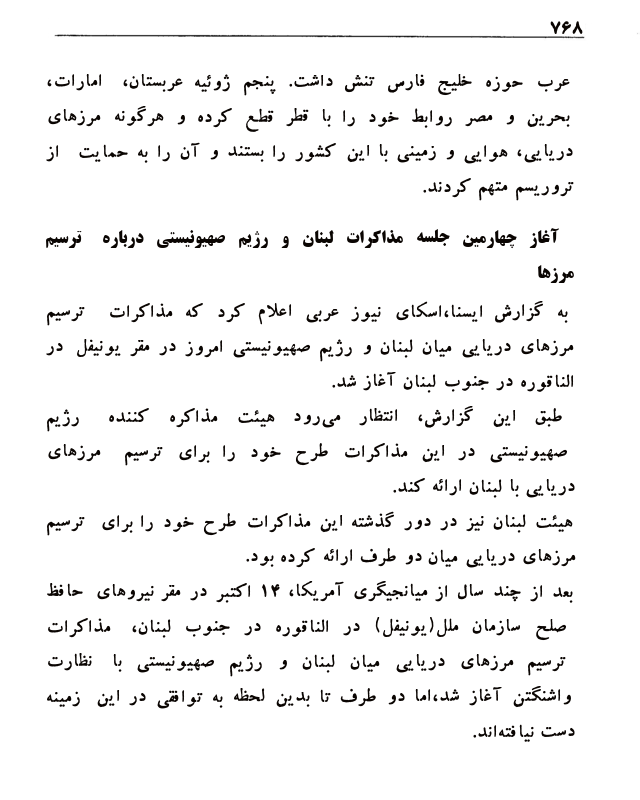 ۷۶۸
عرب حوزه خلیج فارس تنش داشت. پنجم ژوئیه عربستان، امارات،
بحرین و مصر روابط خود را با قطر قطع کرده و هرگونه مرزهای
دریایی، هوایی و زمینی با این کشور را بستند و آن را به حمایت از
تروریسم متهم کردند.
آغاز چهارمین جلسه مذاکرات لبنان و رژیم صهیونیستی درباره ترسیم
مرزها
به گزارش ایسنا،اسکای نیوز عربی اعلام کرد که مذاکرات ترسیم
مرزهای دریایی میان لبنان و رژیم صهیونیستی امروز در مقر یونیفل در
الناقوره در جنوب لبنان آغاز شد.
طبق این گزارش، انتظار می‌رود هیئت مذاکره کننده رژیم
صهیونیستی در این مذاکرات طرح خود را برای ترسیم مرزهای
دریایی با لبنان ارائه کند.
هیئت لبنان نیز در دور گذشته این مذاکرات طرح خود را برای ترسیم
مرزهای دریایی میان دو طرف ارائه کرده بود.
بعد از چند سال از میانجیگری آمریکا، ۱۴ اکتبر در مقر نیروهای حافظ
صلح سازمان ملل(یونیفل) در الناقوره در جنوب لبنان، مذاکرات
ترسیم مرزهای دریایی میان لبنان و رژیم صهیونیستی با نظارت
واشنگتن آغاز شد،اما دو طرف تا بدین لحظه به توافقی در این زمینه
دست نیافته‌اند.